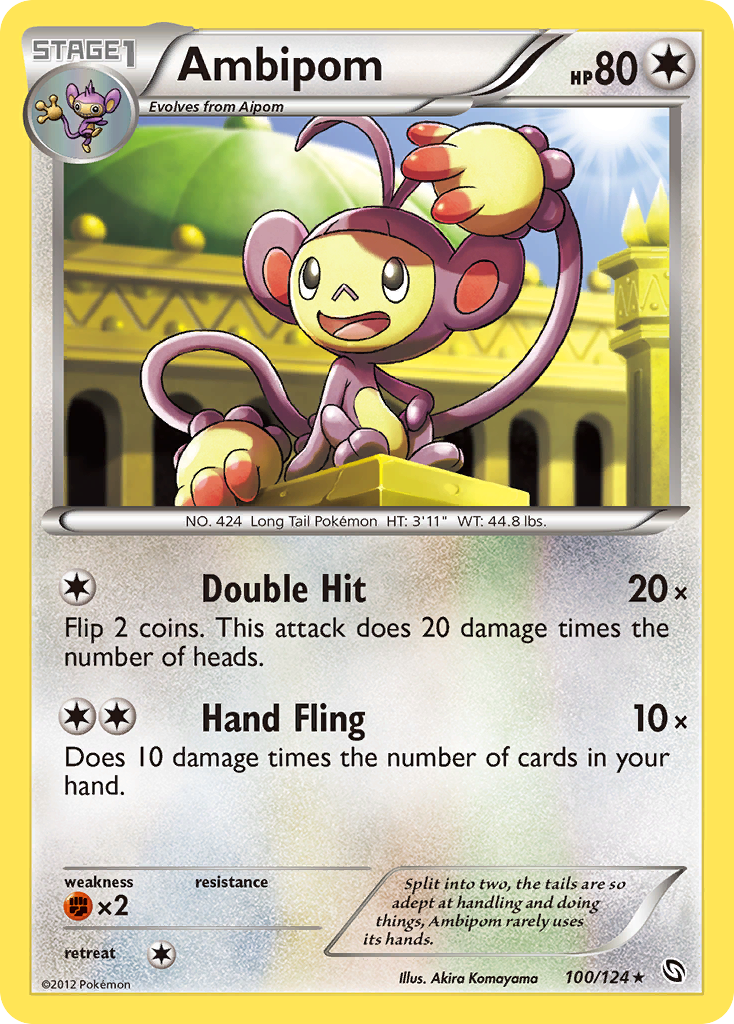 STAGE1
Ambipom
HP80
Evolves from Aipom
NO. 424 Long Tail Pokémon HT: 3'11" WT: 44.8 lbs.
Double Hit 20×
Flip 2 coins. This attack does 20 damage times the
number of heads.
Hand Fling 10×
Does 10 damage times the number of cards in your
hand.
weakness resistance
×2
retreat
Split into two, the tails are so
adept at handling and doing
things, Ambipom rarely uses
its hands.
©2012 Pokémon
Illus. Akira Komayama 100/124 ★